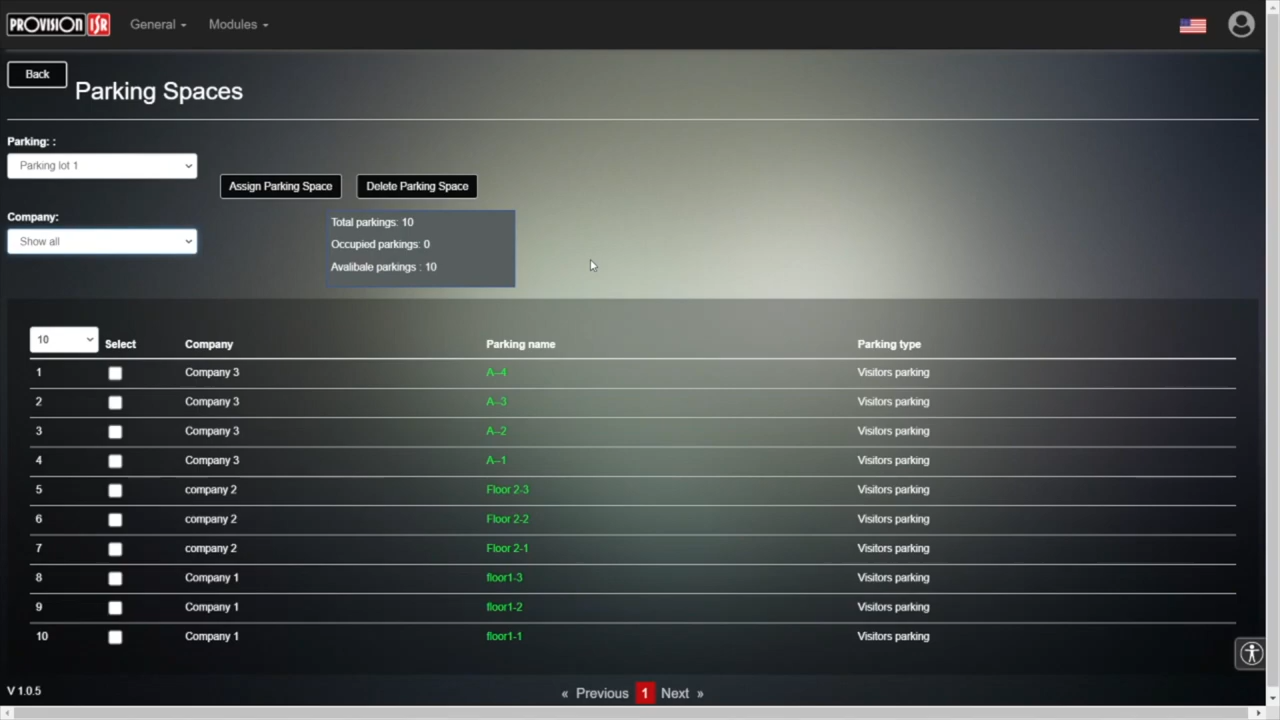 PROVISION ISR General Modules
Back
Parking Spaces
Parking: :
Parking lot 1
Assign Parking Space Delete Parking Space
Company:
Show all
Total parkings: 10
Occupied parkings: 0
Avalibale parkings : 10
10 Select Company Parking name Parking type
1 Company 3 A--4 Visitors parking
2 Company 3 A--3 Visitors parking
3 Company 3 A--2 Visitors parking
4 Company 3 A--1 Visitors parking
5 company 2 Floor 2-3 Visitors parking
6 company 2 Floor 2-2 Visitors parking
7 company 2 Floor 2-1 Visitors parking
8 Company 1 floor1-3 Visitors parking
9 Company 1 floor1-2 Visitors parking
10 Company 1 floor1-1 Visitors parking
V 1.0.5
« Previous 1 Next »